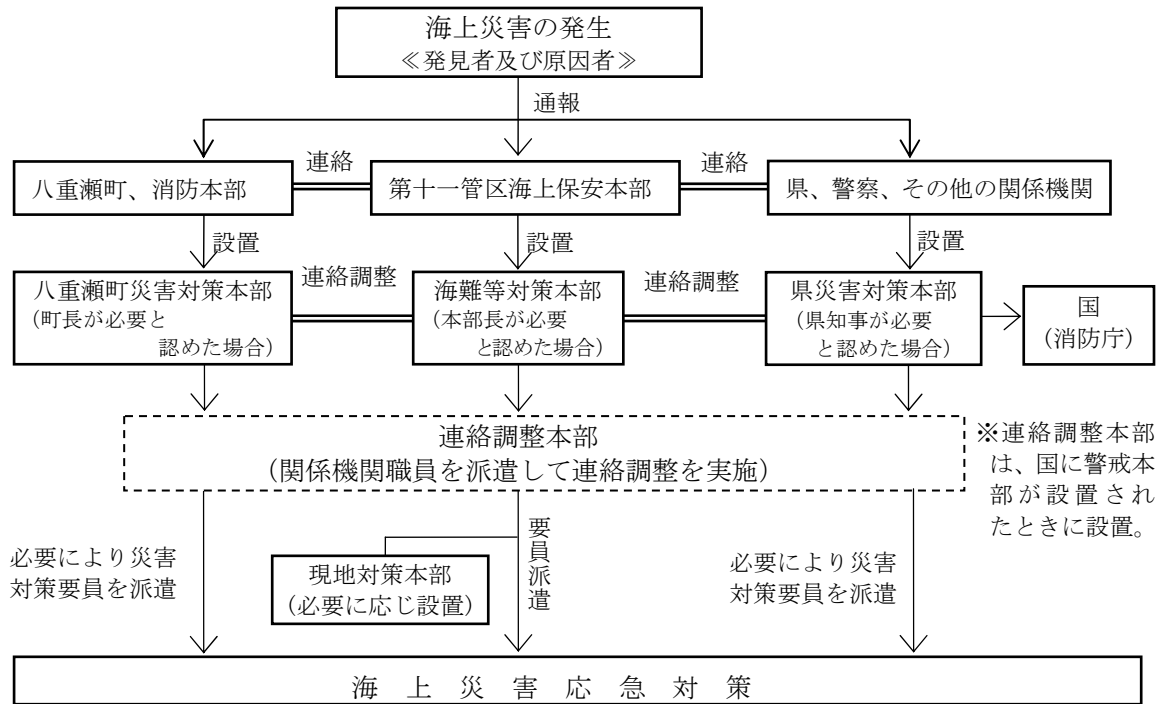 海上災害の発生
≪発見者及び原因者≫
通報
連絡
連絡
八重瀬町、消防本部
第十一管区海上保安本部
県、警察、その他の関係機関
設置
設置
設置
八重瀬町災害対策本部
(町長が必要と
認めた場合)
連絡調整
海難等対策本部
(本部長が必要
と認めた場合)
連絡調整
県災害対策本部
(県知事が必要
と認めた場合)
国
(消防庁)
連絡調整本部
(関係機関職員を派遣して連絡調整を実施)
※連絡調整本部
は、国に警戒本
部が設置され
たときに設置。
必要により災害
対策要員を派遣
現地対策本部
(必要に応じ設置)
要員派遣
必要により災害
対策要員を派遣
海上災害応急対策